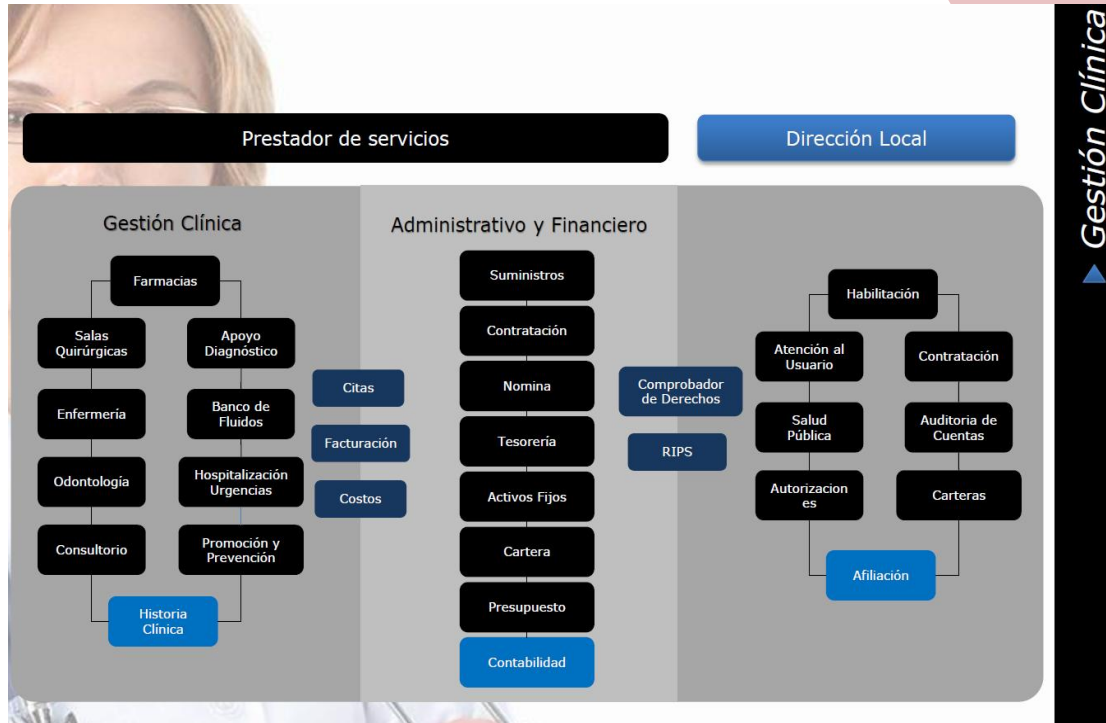 Prestador de servicios
Dirección Local
Gestión Clínica
Gestión Clínica
Farmacias
Salas
Quirúrgicas
Enfermería
Odontología
Consultorio
Apoyo
Diagnóstico
Banco de
Fluidos
Hospitalización
Urgencias
Promoción y
Prevención
Historia
Clínica
Citas
Facturación
Costos
Administrativo y Financiero
Suministros
Contratación
Nomina
Tesorería
Activos Fijos
Cartera
Presupuesto
Contabilidad
Comprobador
de Derechos
RIPS
Habilitación
Atención al
Usuario
Salud
Pública
Autorizacion
es
Contratación
Auditoria de
Cuentas
Carteras
Afiliación